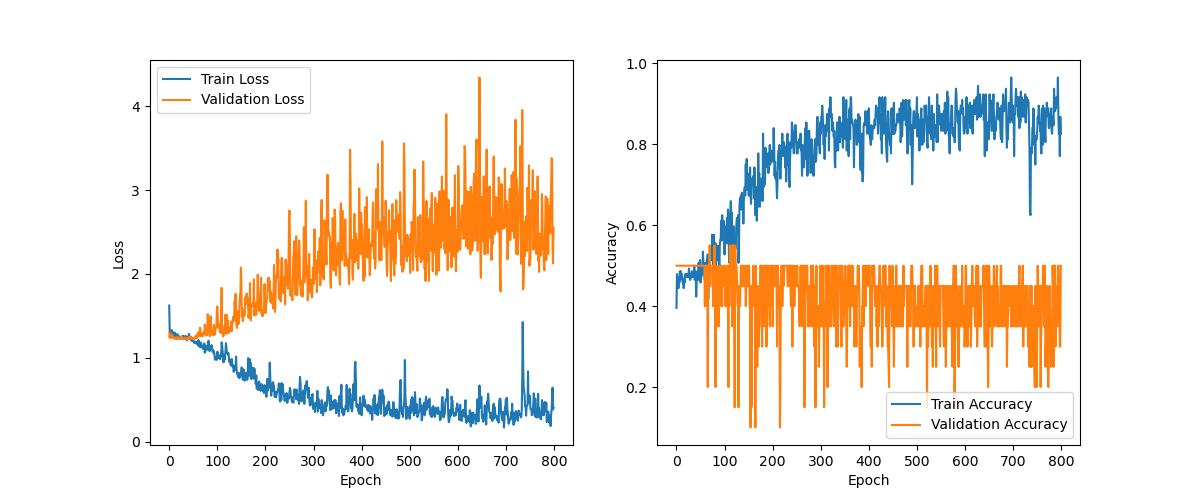 Train Loss
Validation Loss
Loss
4
3
2
1
0
0 100 200 300 400 500 600 700 800
Epoch
Accuracy
1.0
0.8
0.6
0.4
0.2
Train Accuracy
Validation Accuracy
0 100 200 300 400 500 600 700 800
Epoch